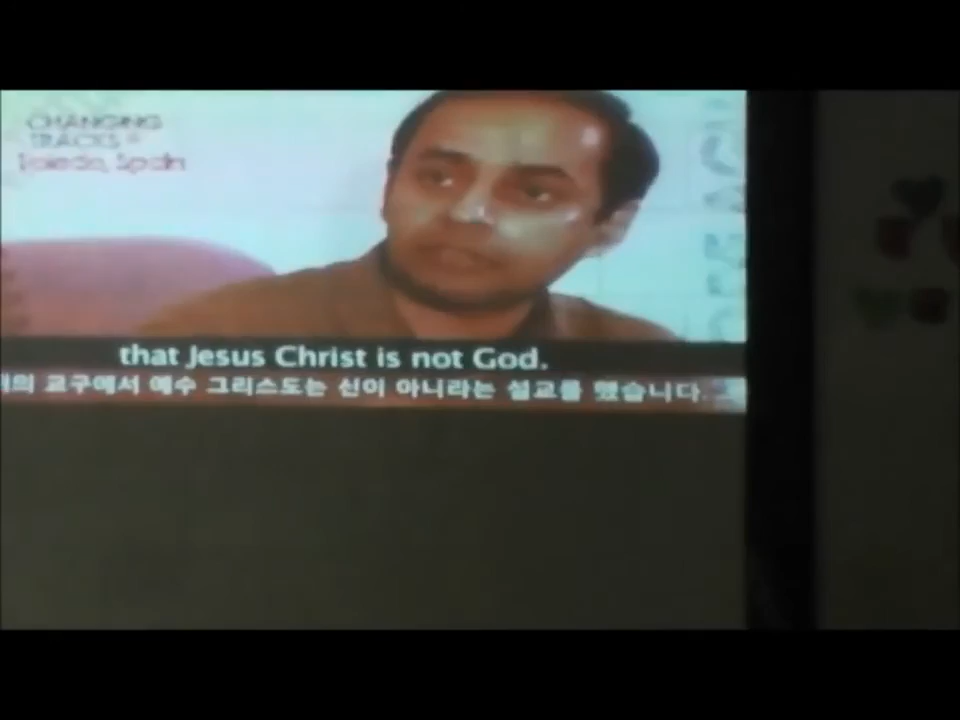 CHANGING
TRACKS
Toledo, Spain
that Jesus Christ is not God.
교구에서 예수 그리스도는 신이 아니라는 설교를 했습니다.